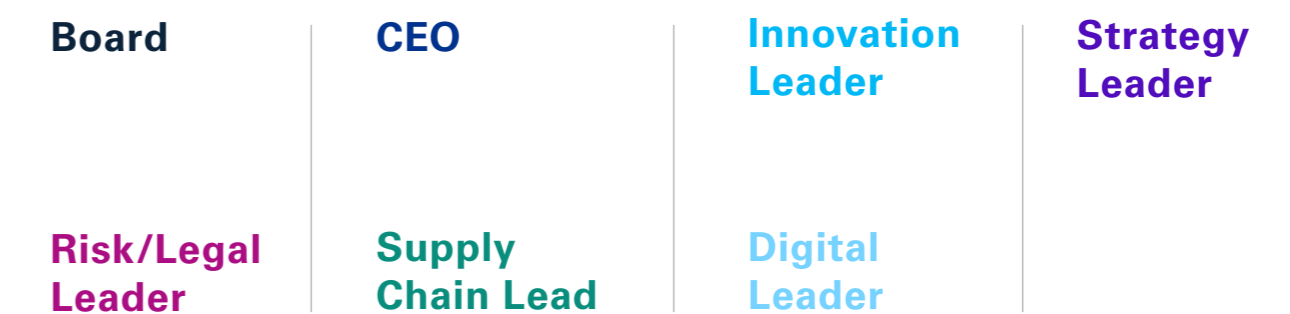 Board
CEO
Innovation
Leader
Strategy
Leader
Risk/Legal
Leader
Supply
Chain Lead
Digital
Leader